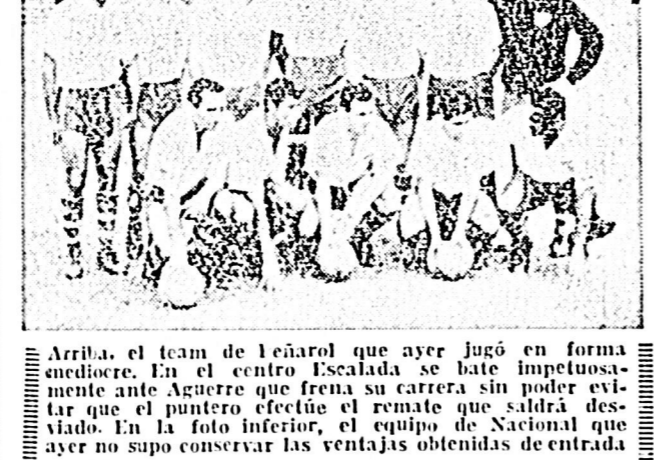 Arriba, el team de Peñarol que ayer jugó en forma
mediocre. En el centro Escalada se bate impetuosa-
mente ante Aguerre que frena su carrera sin poder evi-
tar que el puntero efectúe el remate que saldrá des-
viado. En la foto inferior, el equipo de Nacional que
ayer no supo conservar las ventajas obtenidas de entrada